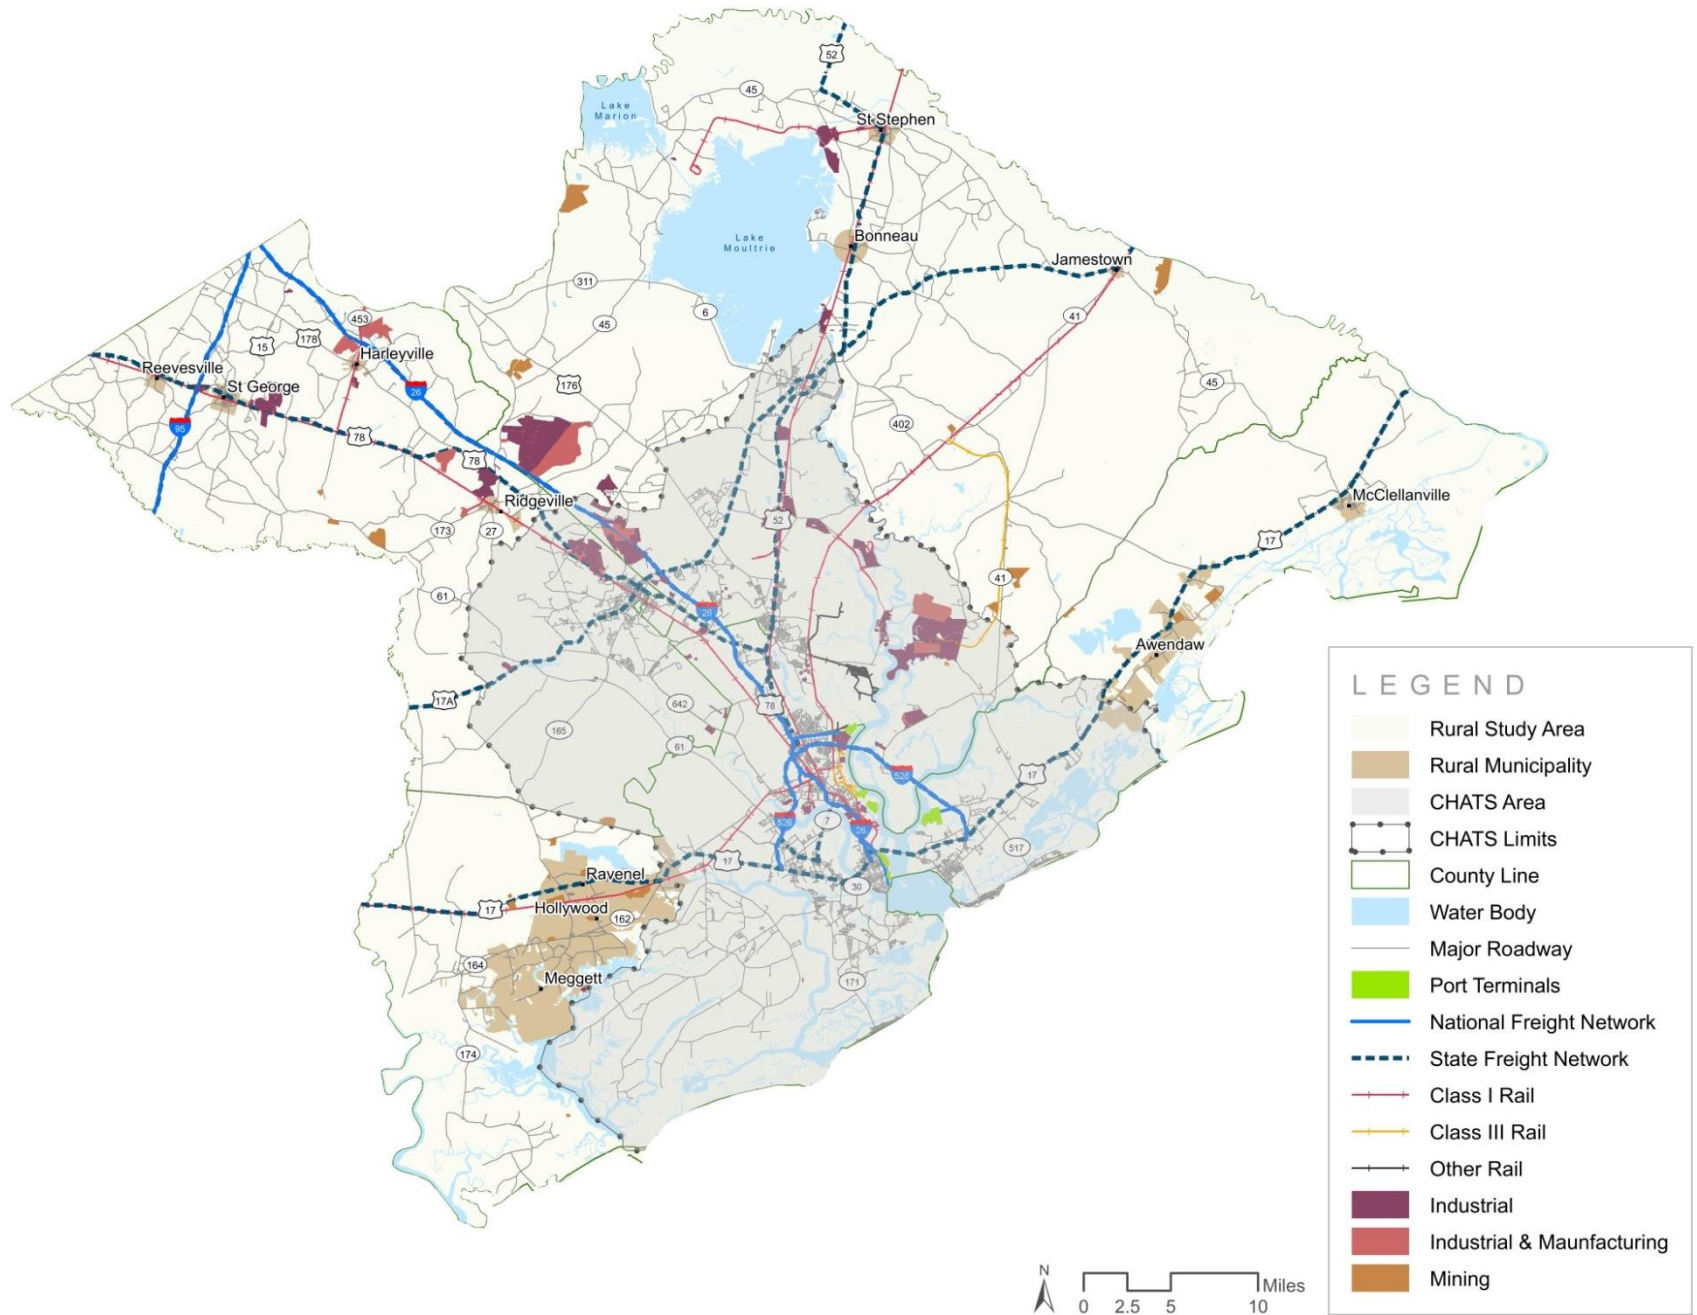 52
45
Lake
Marion
St Stephen
Lake
Moultrie
Bonneau
Jamestown
311
453
45
6
41
15
178
Harleyville
Reevesville
St George
26
176
45
95
78
402
78
Ridgeville
McClellanville
173
27
52
17
61
41
26
Awendaw
17A
642
78
165
61
526
17
526
7
26
17
517
Ravenel
30
17
Hollywood
162
164
Meggett
171
174
LEGEND
Rural Study Area
Rural Municipality
CHATS Area
CHATS Limits
County Line
Water Body
Major Roadway
Port Terminals
National Freight Network
State Freight Network
Class I Rail
Class III Rail
Other Rail
Industrial
Industrial & Maunfacturing
Mining
N
Miles
0 2.5 5 10